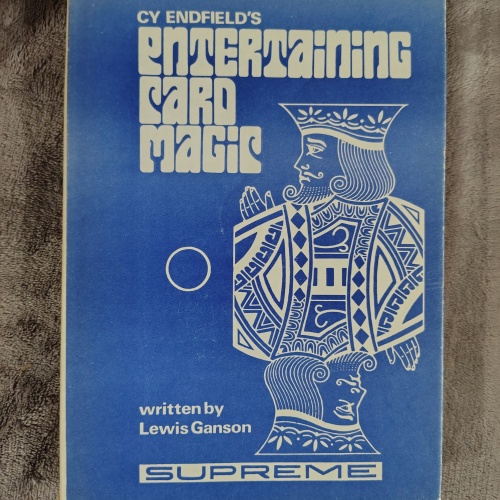 CY ENDFIELD'S
ENTERTAINING
CARD
MAGIC
written by
Lewis Ganson
SUPREME